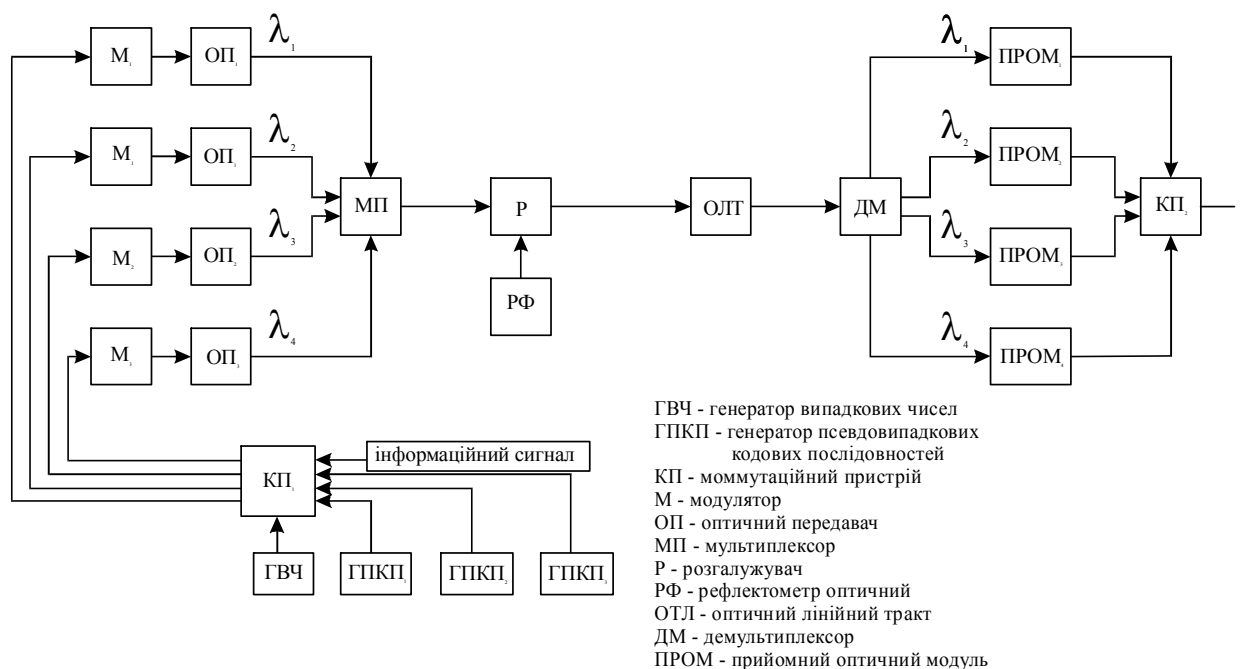 λ₁
λ₁
М₁
ОП₁
ПРОМ₁
λ₂
λ₂
М₁
ОП₁
ПРОМ₂
МП
Р
ОЛТ
ДМ
КП₂
λ₃
λ₃
М₂
ОП₂
ПРОМ₃
РФ
λ₄
λ₄
М₃
ОП₃
ПРОМ₄
інформаційний сигнал
КП₁
ГВЧ
ГПКП₁
ГПКП₂
ГПКП₃
ГВЧ - генератор випадкових чисел
ГПКП - генератор псевдовипадкових
кодових послідовностей
КП - моммутаційний пристрій
М - модулятор
ОП - оптичний передавач
МП - мультиплексор
Р - розгалужувач
РФ - рефлектометр оптичний
ОТЛ - оптичний лінійний тракт
ДМ - демультиплексор
ПРОМ - прийомний оптичний модуль